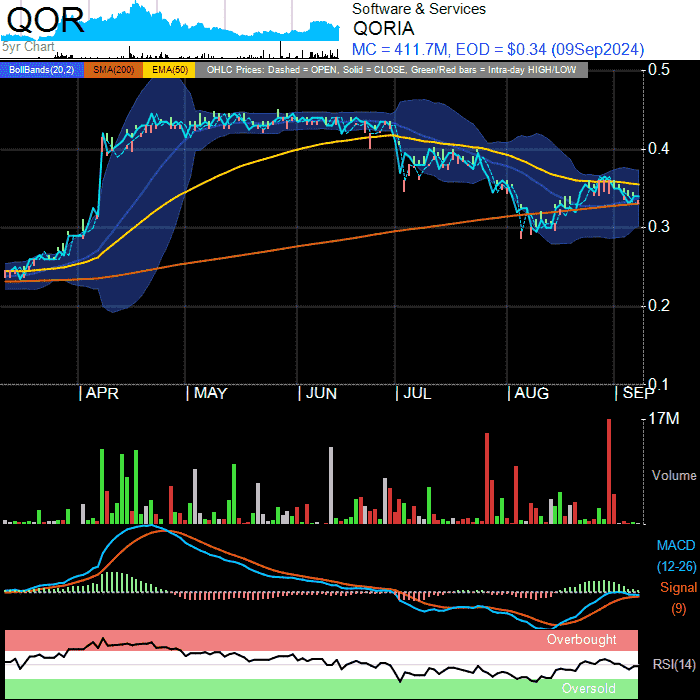 QOR
5yr Chart
Software & Services
QORIA
MC = 411.7M, EOD = $0.34 (09Sep2024)
BollBands(20,2) SMA(200) EMA(50) OHLC Prices: Dashed = OPEN, Solid = CLOSE, Green/Red bars = Intra-day HIGH/LOW
0.5
0.4
0.3
0.2
0.1
APR MAY JUN JUL AUG SEP
17M
Volume
MACD
(12-26)
Signal
(9)
Overbought
RSI(14)
Oversold